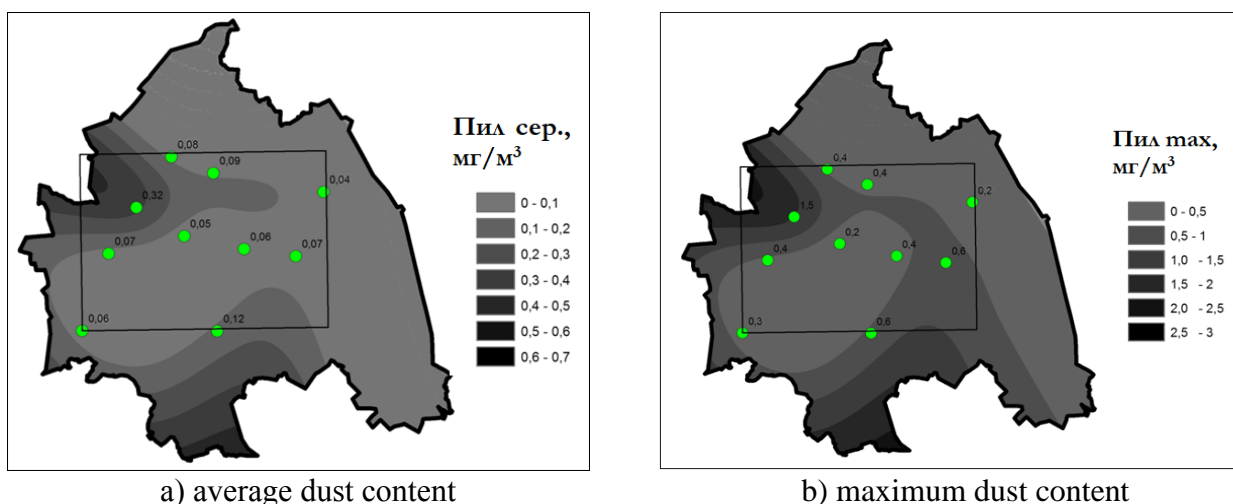 Пил сер.,
мг/м³
0 - 0,1
0,1 - 0,2
0,2 - 0,3
0,3 - 0,4
0,4 - 0,5
0,5 - 0,6
0,6 - 0,7
0,08
0,09
0,04
0,32
0,05
0,07
0,06
0,07
0,06
0,12
a) average dust content
Пил max,
мг/м³
0 - 0,5
0,5 - 1
1,0 - 1,5
1,5 - 2
2,0 - 2,5
2,5 - 3
0,4
0,4
0,2
1,5
0,2
0,4
0,4
0,6
0,3
0,6
b) maximum dust content